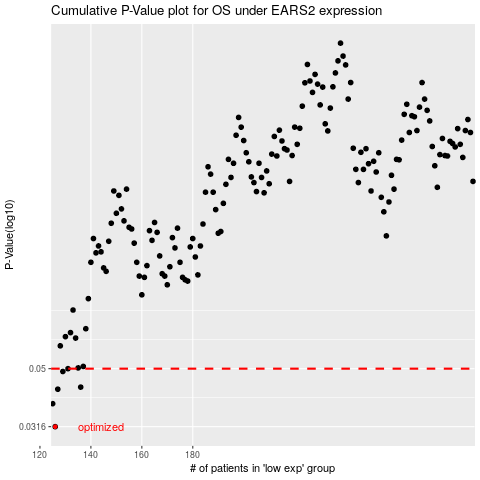 Cumulative P-Value plot for OS under EARS2 expression
P-Value(log10)
0.05
0.0316
optimized
120 140 160 180
# of patients in 'low exp' group